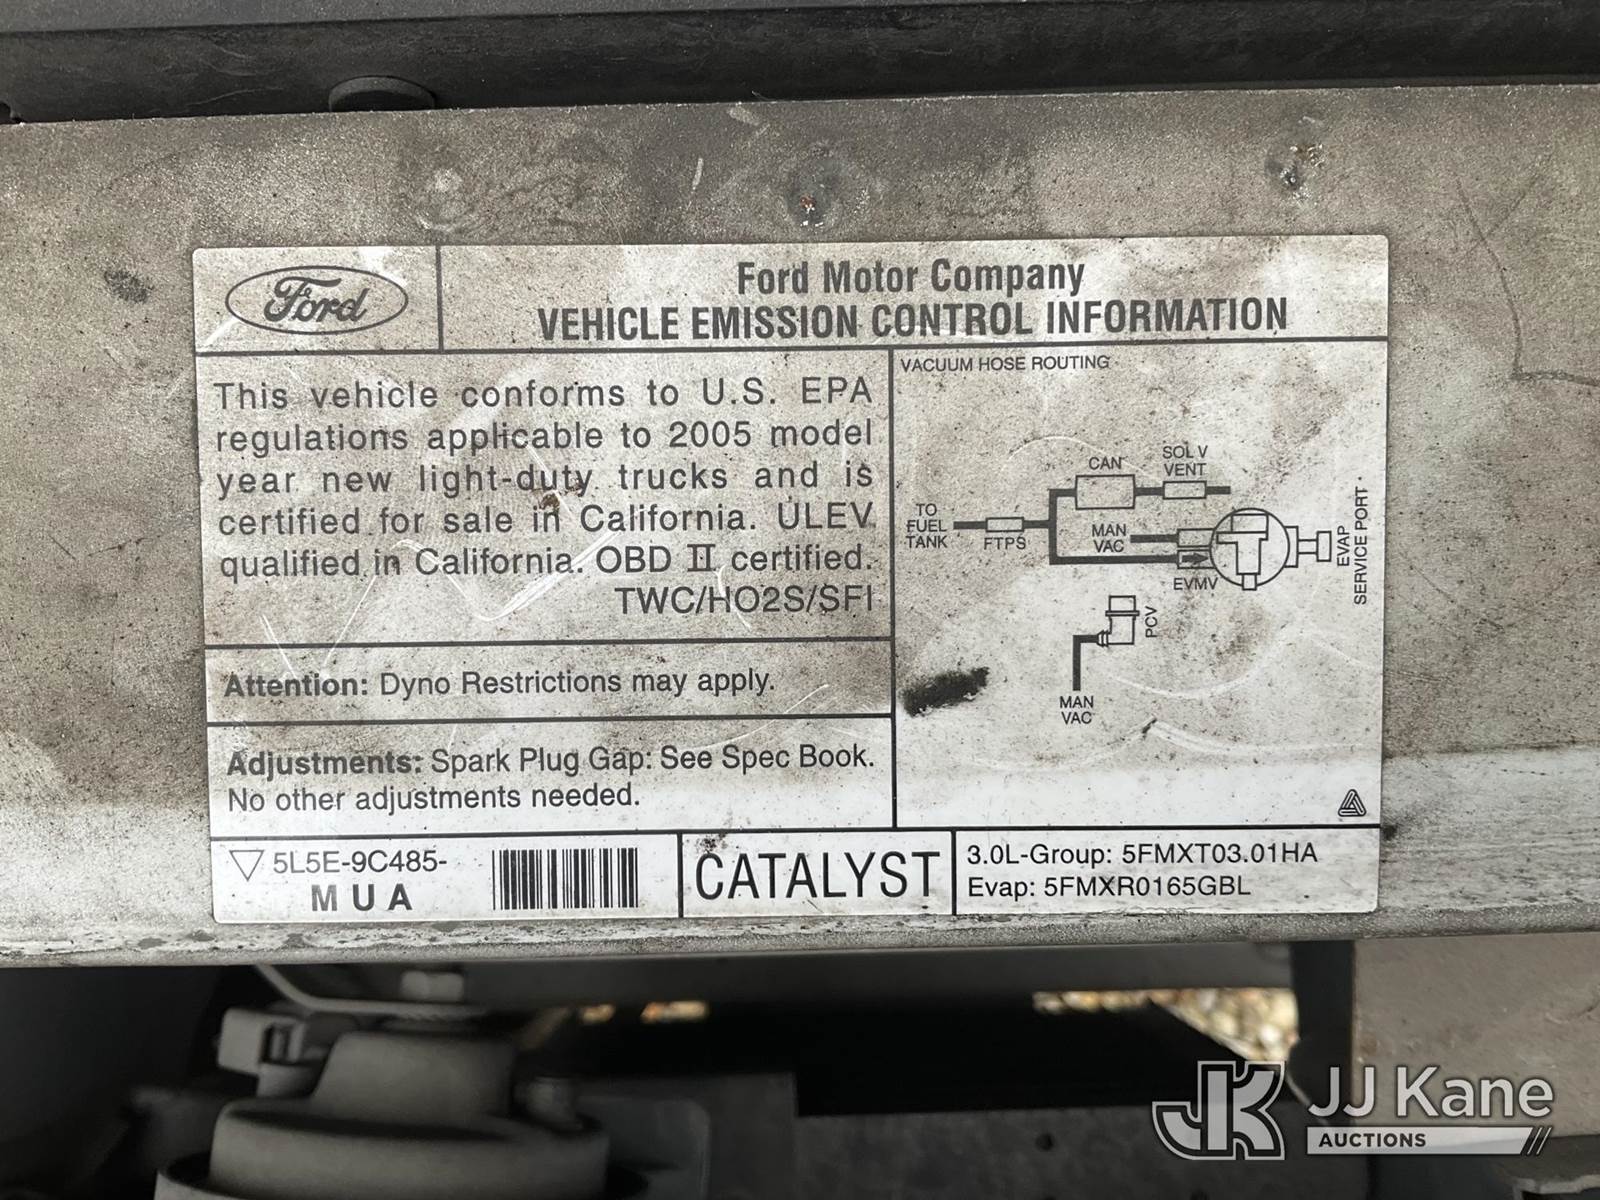 Ford
Ford Motor Company
VEHICLE EMISSION CONTROL INFORMATION
This vehicle conforms to U.S. EPA
regulations applicable to 2005 model
year new light-duty trucks and is
certified for sale in California. ULEV
qualified in California. OBD II certified.
TWC/HO2S/SFI
Attention: Dyno Restrictions may apply.
Adjustments: Spark Plug Gap: See Spec Book.
No other adjustments needed.
VACUUM HOSE ROUTING
CAN
SOL V
VENT
TO
FUEL
TANK
FTPS
MAN
VAC
EVMV
EVAP
SERVICE PORT
PCV
MAN
VAC
5L5E-9C485-
MUA
CATALYST
3.0L-Group: 5FMXT03.01HA
Evap: 5FMXR0165GBL
JK
JJ Kane
AUCTIONS